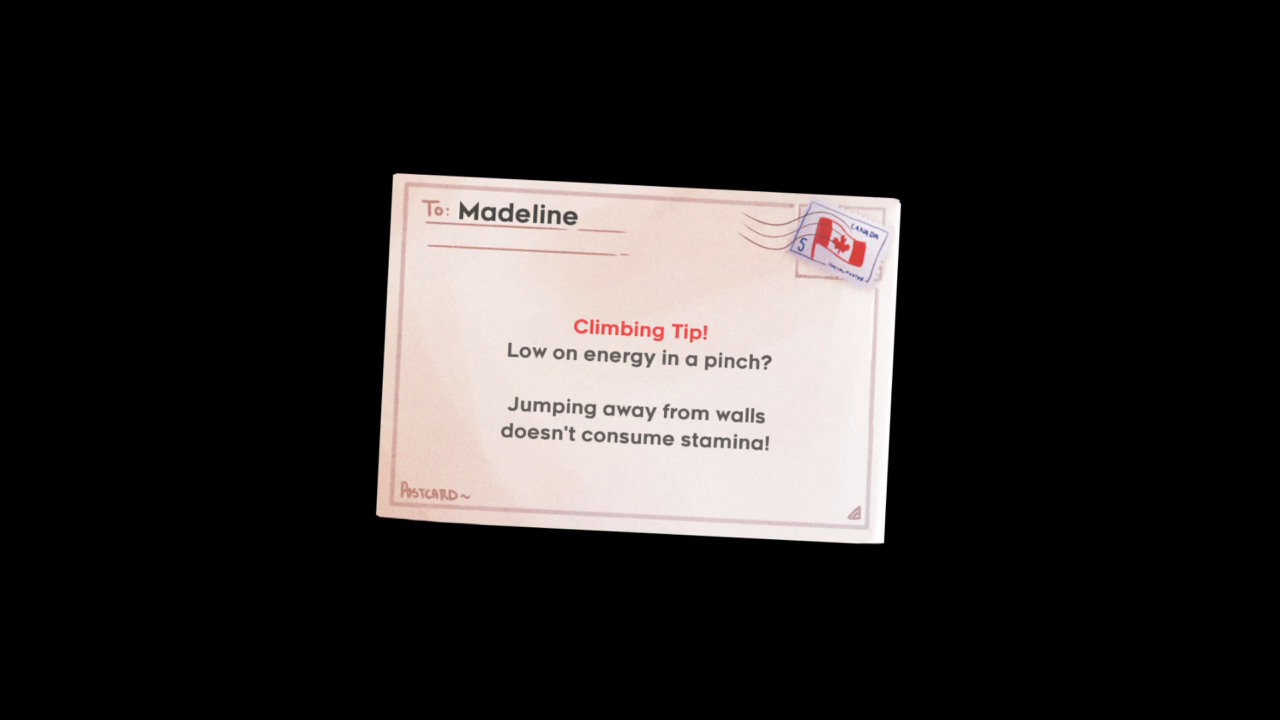 To: Madeline
CANADA
5
Climbing Tip!
Low on energy in a pinch?
Jumping away from walls
doesn't consume stamina!
POSTCARD~